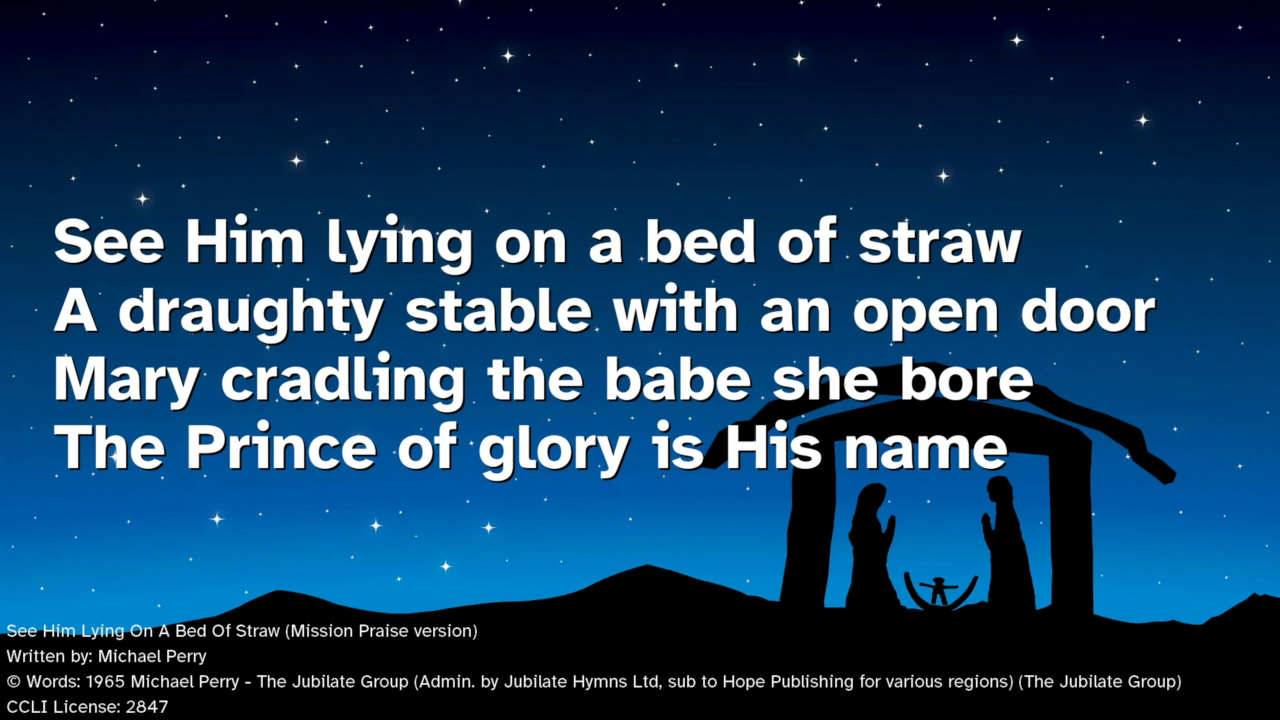 See Him lying on a bed of straw
A draughty stable with an open door
Mary cradling the babe she bore
The Prince of glory is His name
See Him Lying On A Bed Of Straw (Mission Praise version)
Written by: Michael Perry
© Words: 1965 Michael Perry - The Jubilate Group (Admin. by Jubilate Hymns Ltd, sub to Hope Publishing for various regions) (The Jubilate Group)
CCLI License: 2847